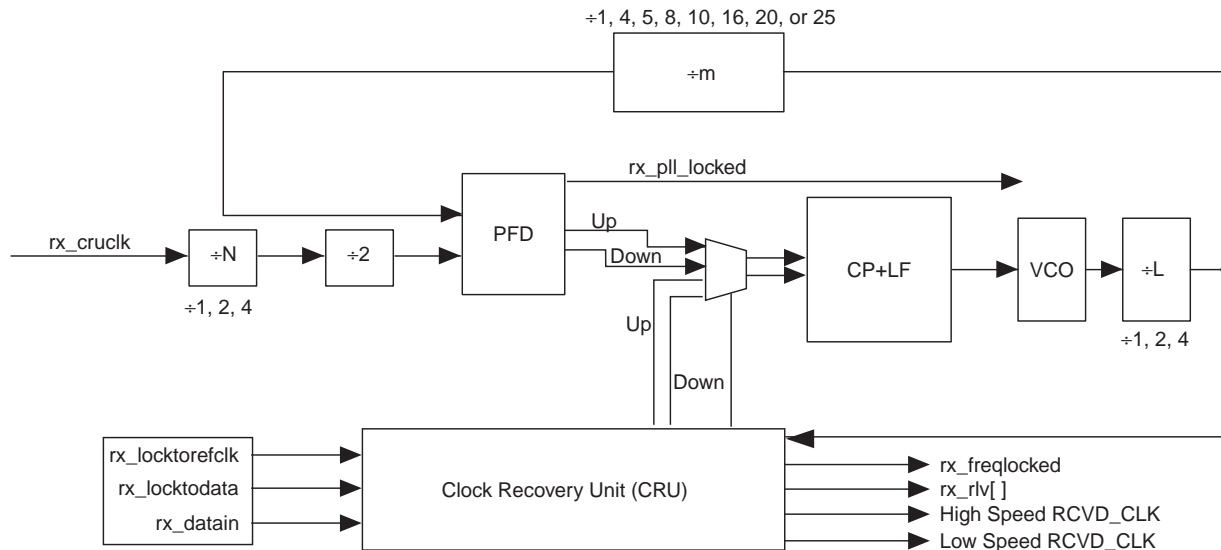 ÷1, 4, 5, 8, 10, 16, 20, or 25
÷m
rx_pll_locked
Up
rx_cruclk
÷N
÷2
PFD
Down
CP+LF
VCO
÷L
÷1, 2, 4
Up
÷1, 2, 4
Down
rx_locktorefclk
rx_locktodata
rx_datain
Clock Recovery Unit (CRU)
rx_freqlocked
rx_rlv[ ]
High Speed RCVD_CLK
Low Speed RCVD_CLK